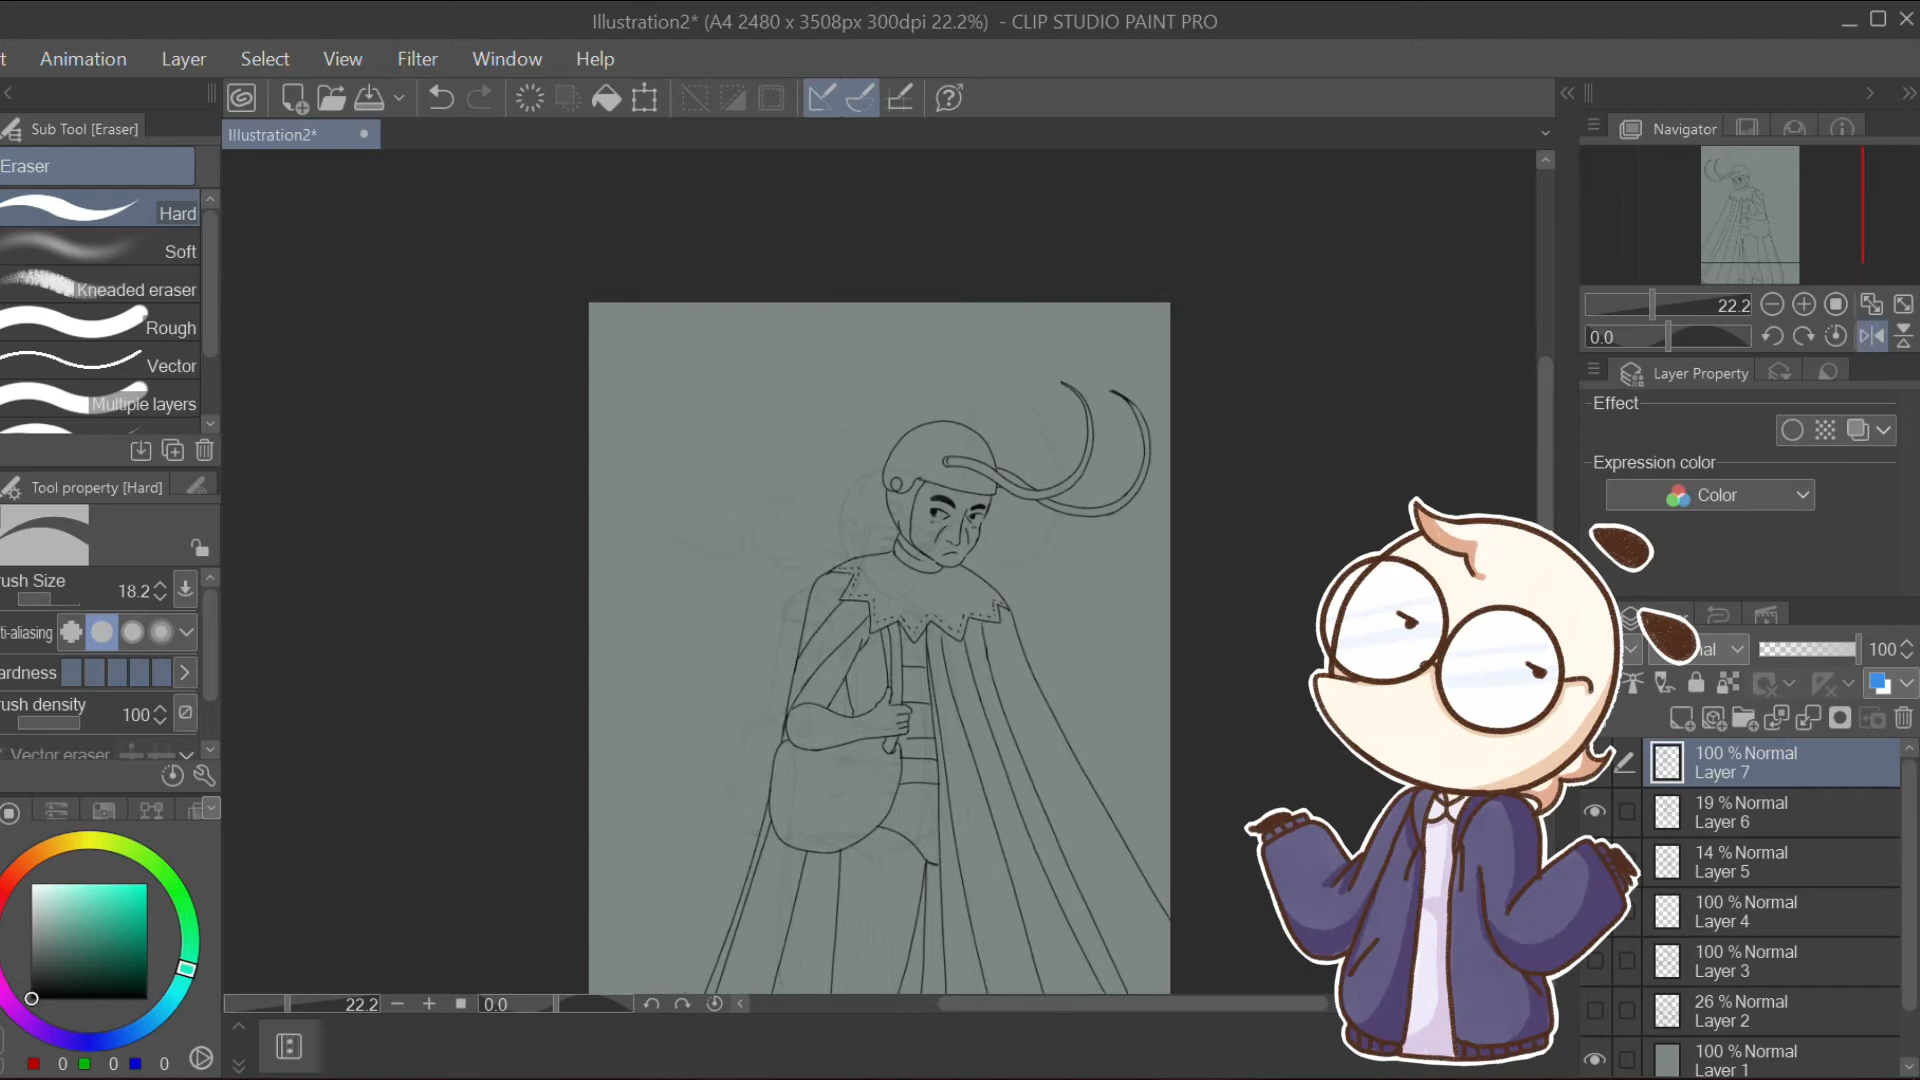 Illustration2* (A4 2480 x 3508px 300dpi 22.2%) - CLIP STUDIO PAINT PRO
t Animation Layer Select View Filter Window Help
Sub Tool [Eraser]
Illustration2*
Navigator
Eraser
Hard
Soft
Kneaded eraser
Rough
Vector
Multiple layers
22.2
0.0
Layer Property
Effect
Expression color
Color
Tool property [Hard]
rush Size
18.2
ti-aliasing
ardness
rush density
100
Vector eraser
al
100
100 % Normal
Layer 7
19 % Normal
Layer 6
14 % Normal
Layer 5
100 % Normal
Layer 4
100 % Normal
Layer 3
26 % Normal
Layer 2
100 % Normal
Layer 1
22.2
0.0
0 0 0